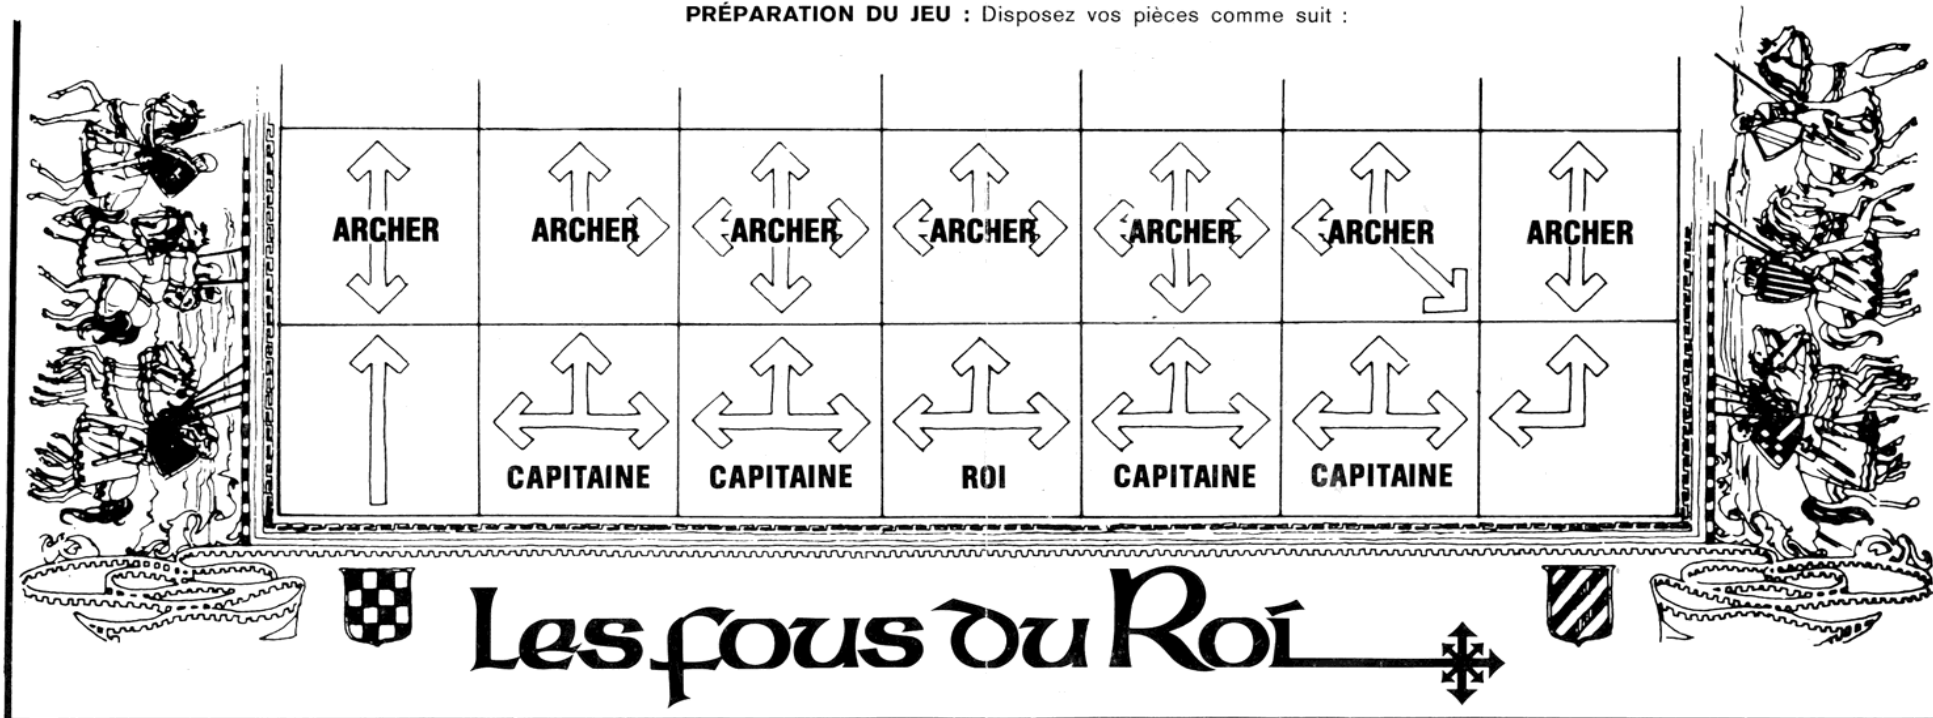 PRÉPARATION DU JEU : Disposez vos pièces comme suit :
ARCHER ARCHER ARCHER ARCHER ARCHER ARCHER ARCHER
CAPITAINE CAPITAINE ROI CAPITAINE CAPITAINE
Les fous du Roi